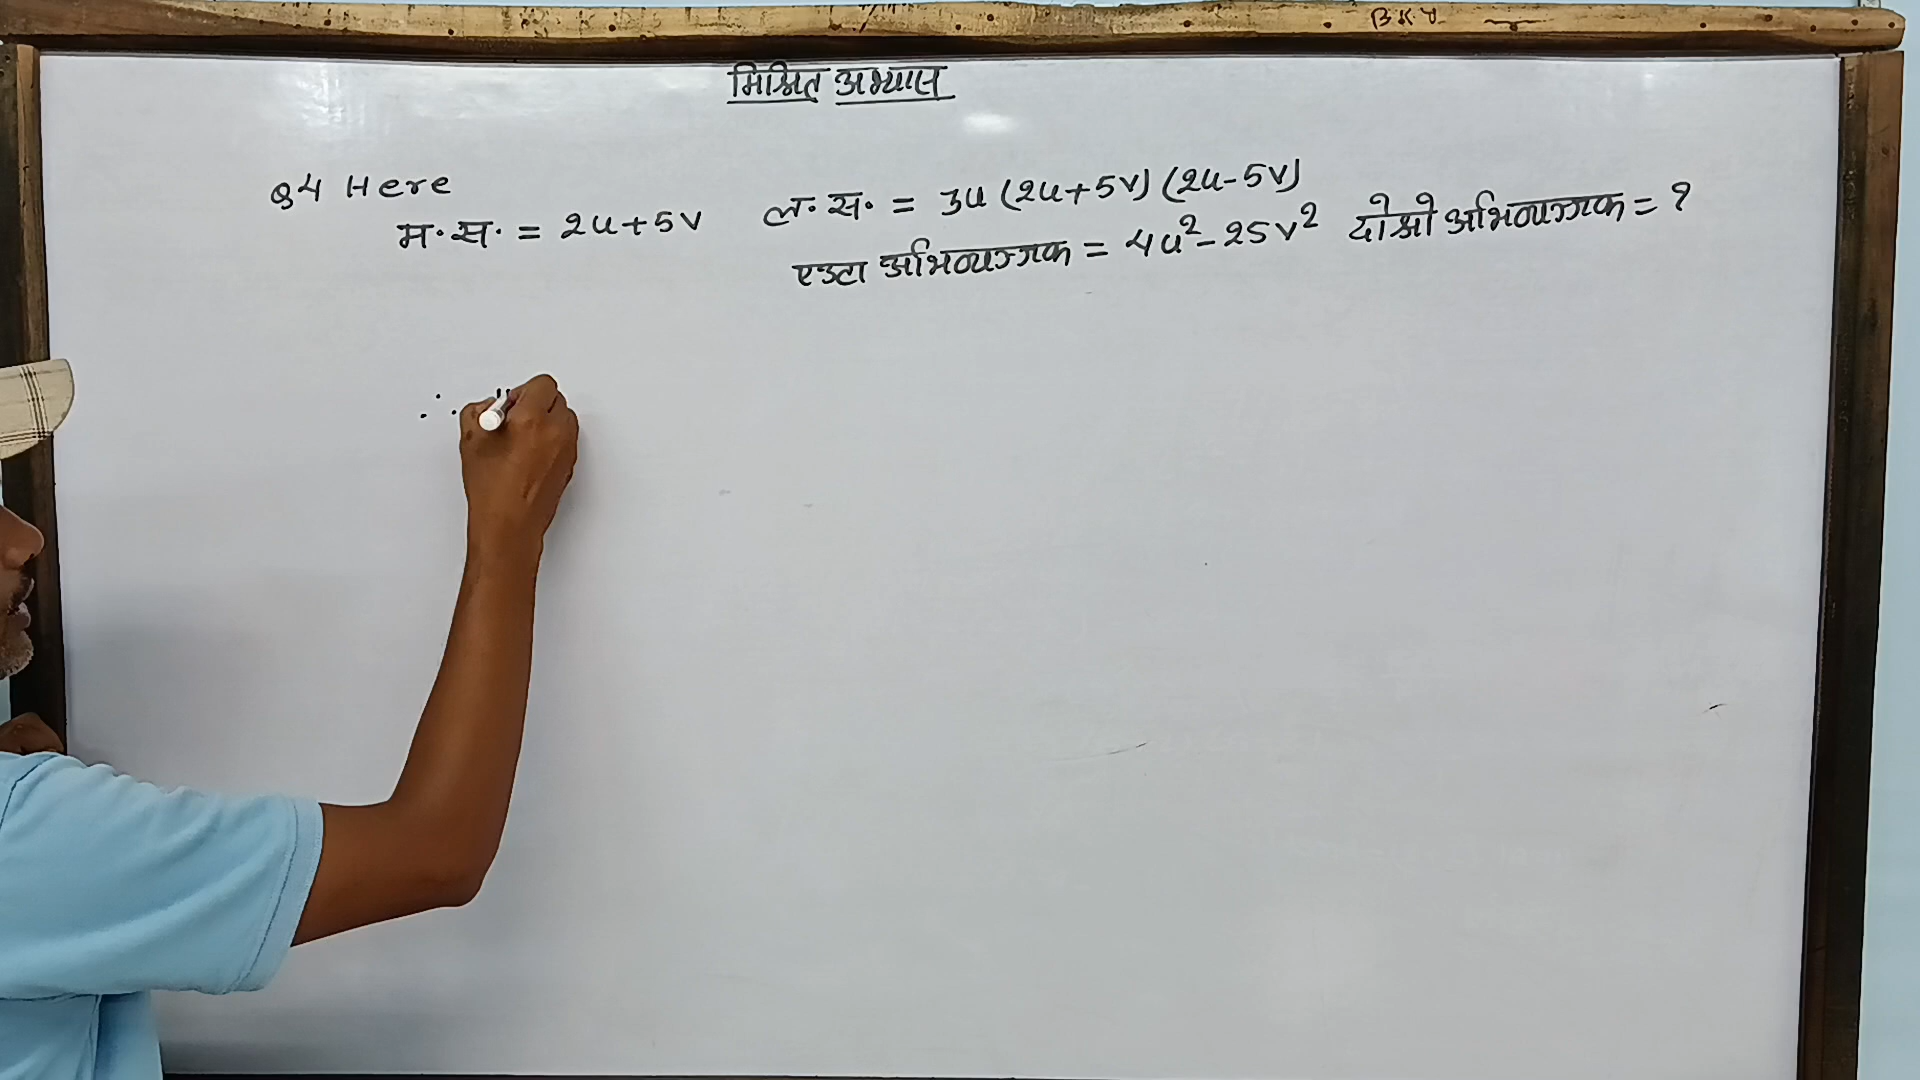 BKY
मिश्रित अभ्यास
Q4 Here
म.स. = 2u+5v ल.स. = 3u (2u+5v) (2u-5v)
एउटा अभिव्यञ्जक = 4u²-25v² दोश्रो अभिव्यञ्जक = ?
∴